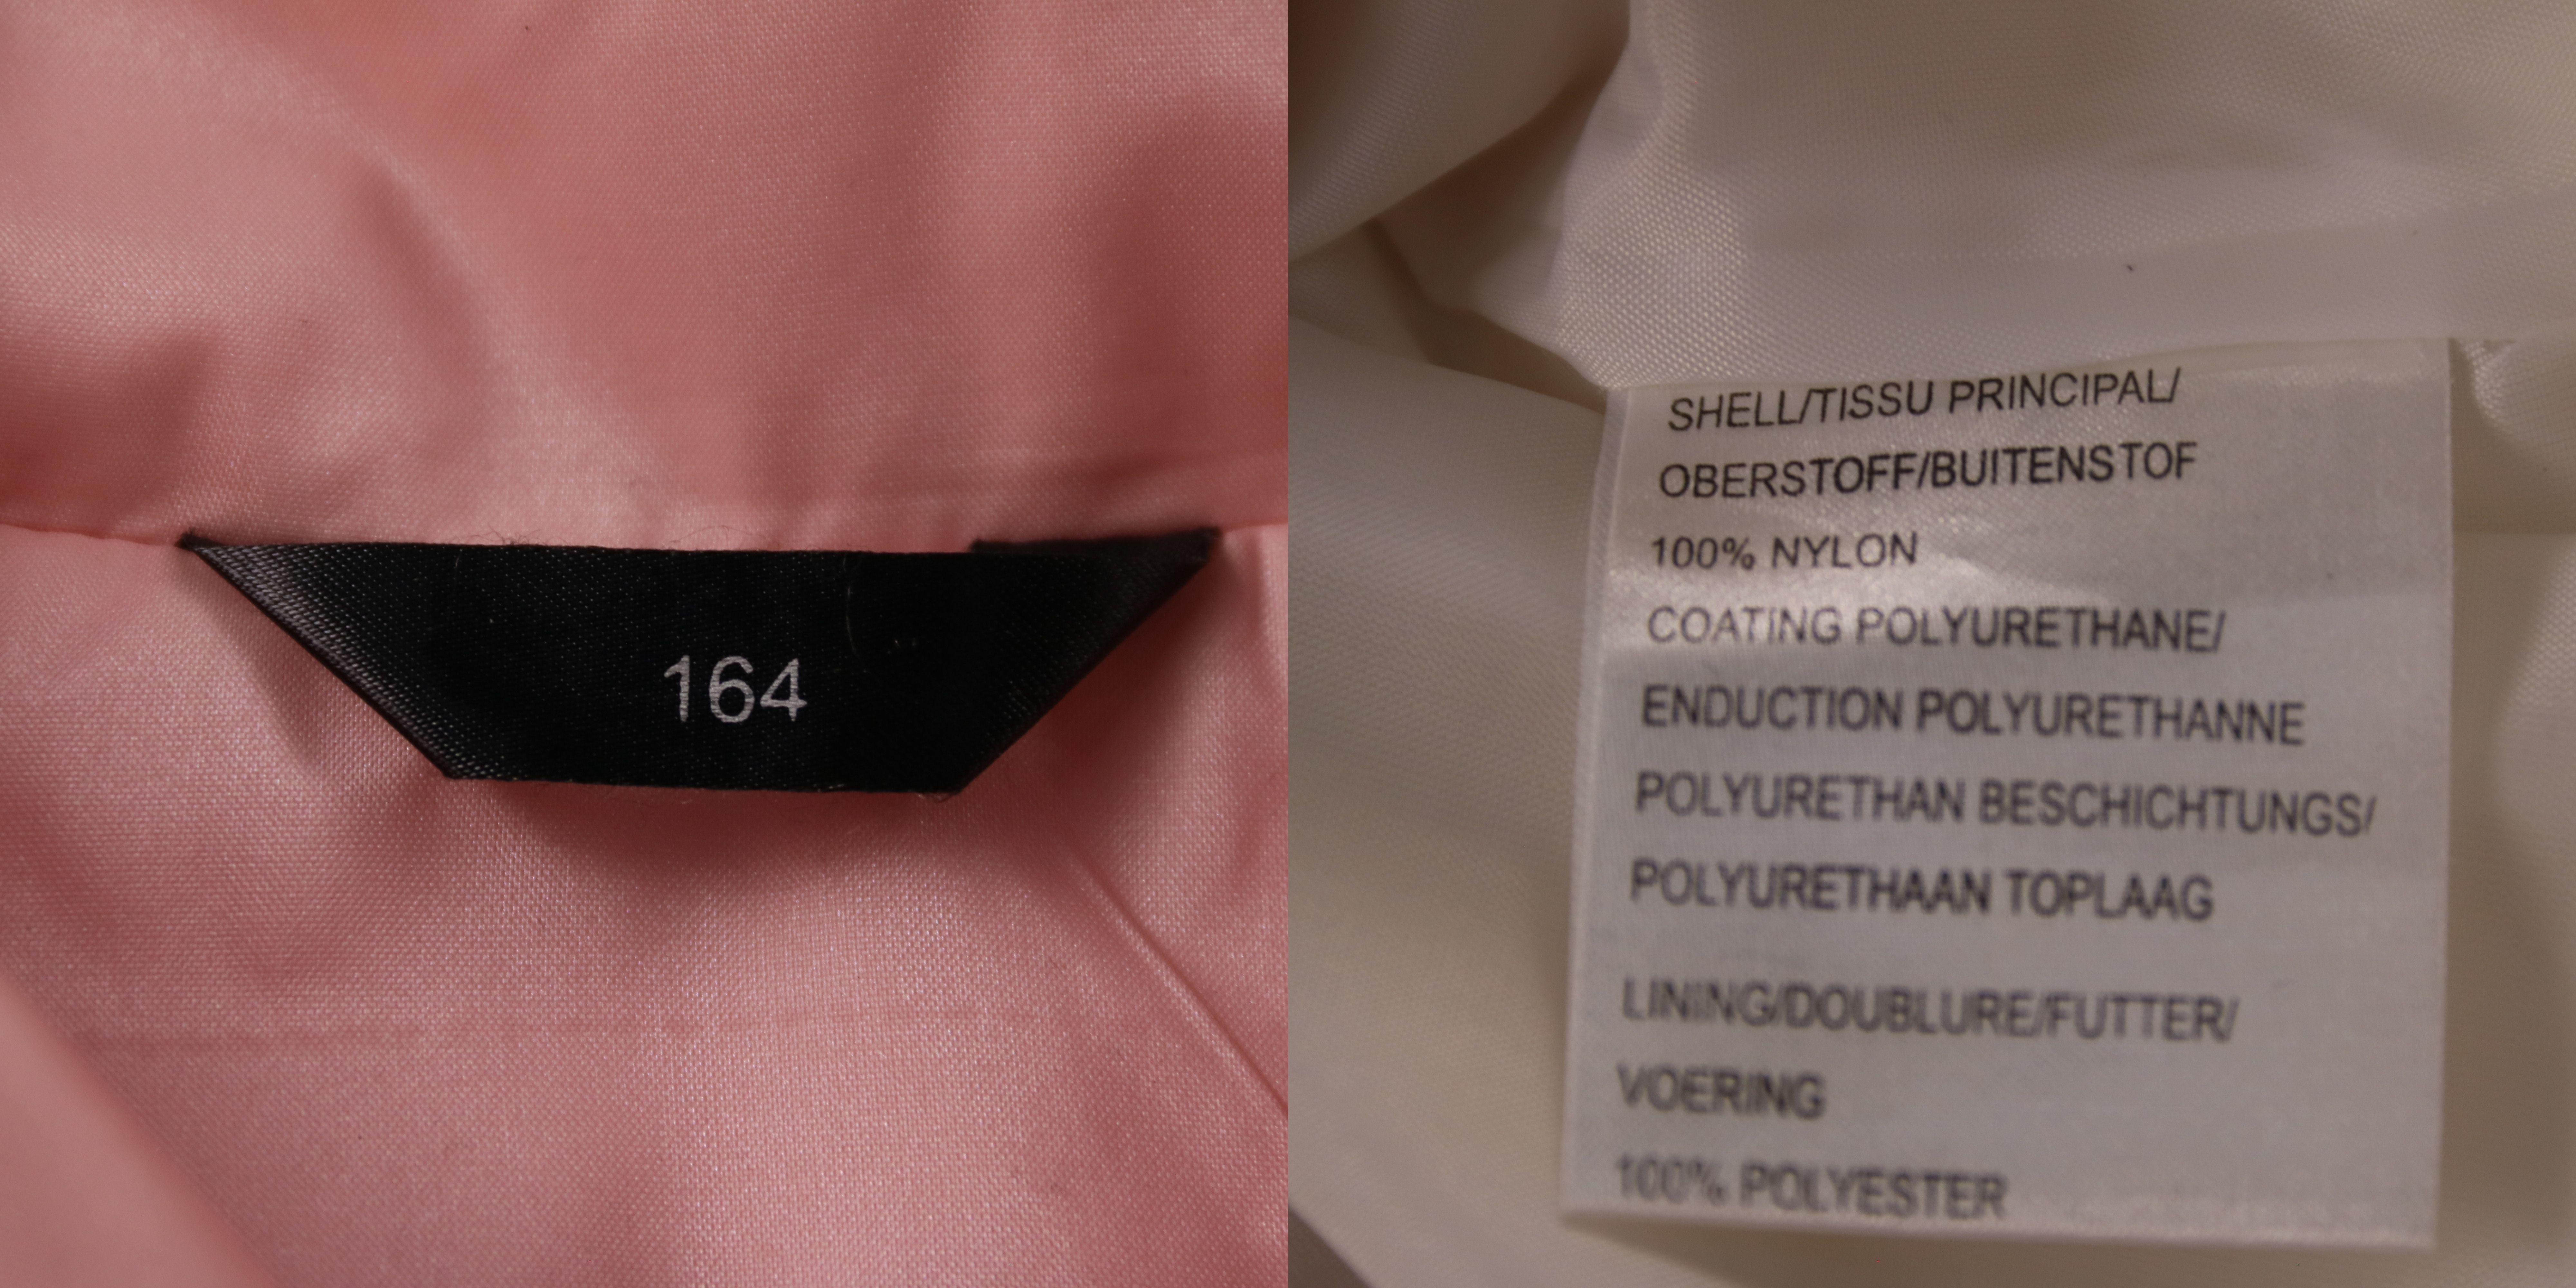 164
SHELL/TISSU PRINCIPAL/
OBERSTOFF/BUITENSTOF
100% NYLON
COATING POLYURETHANE/
ENDUCTION POLYURETHANNE
POLYURETHAN BESCHICHTUNGS/
POLYURETHAAN TOPLAAG
LINING/DOUBLURE/FUTTER/
VOERING
100% POLYESTER